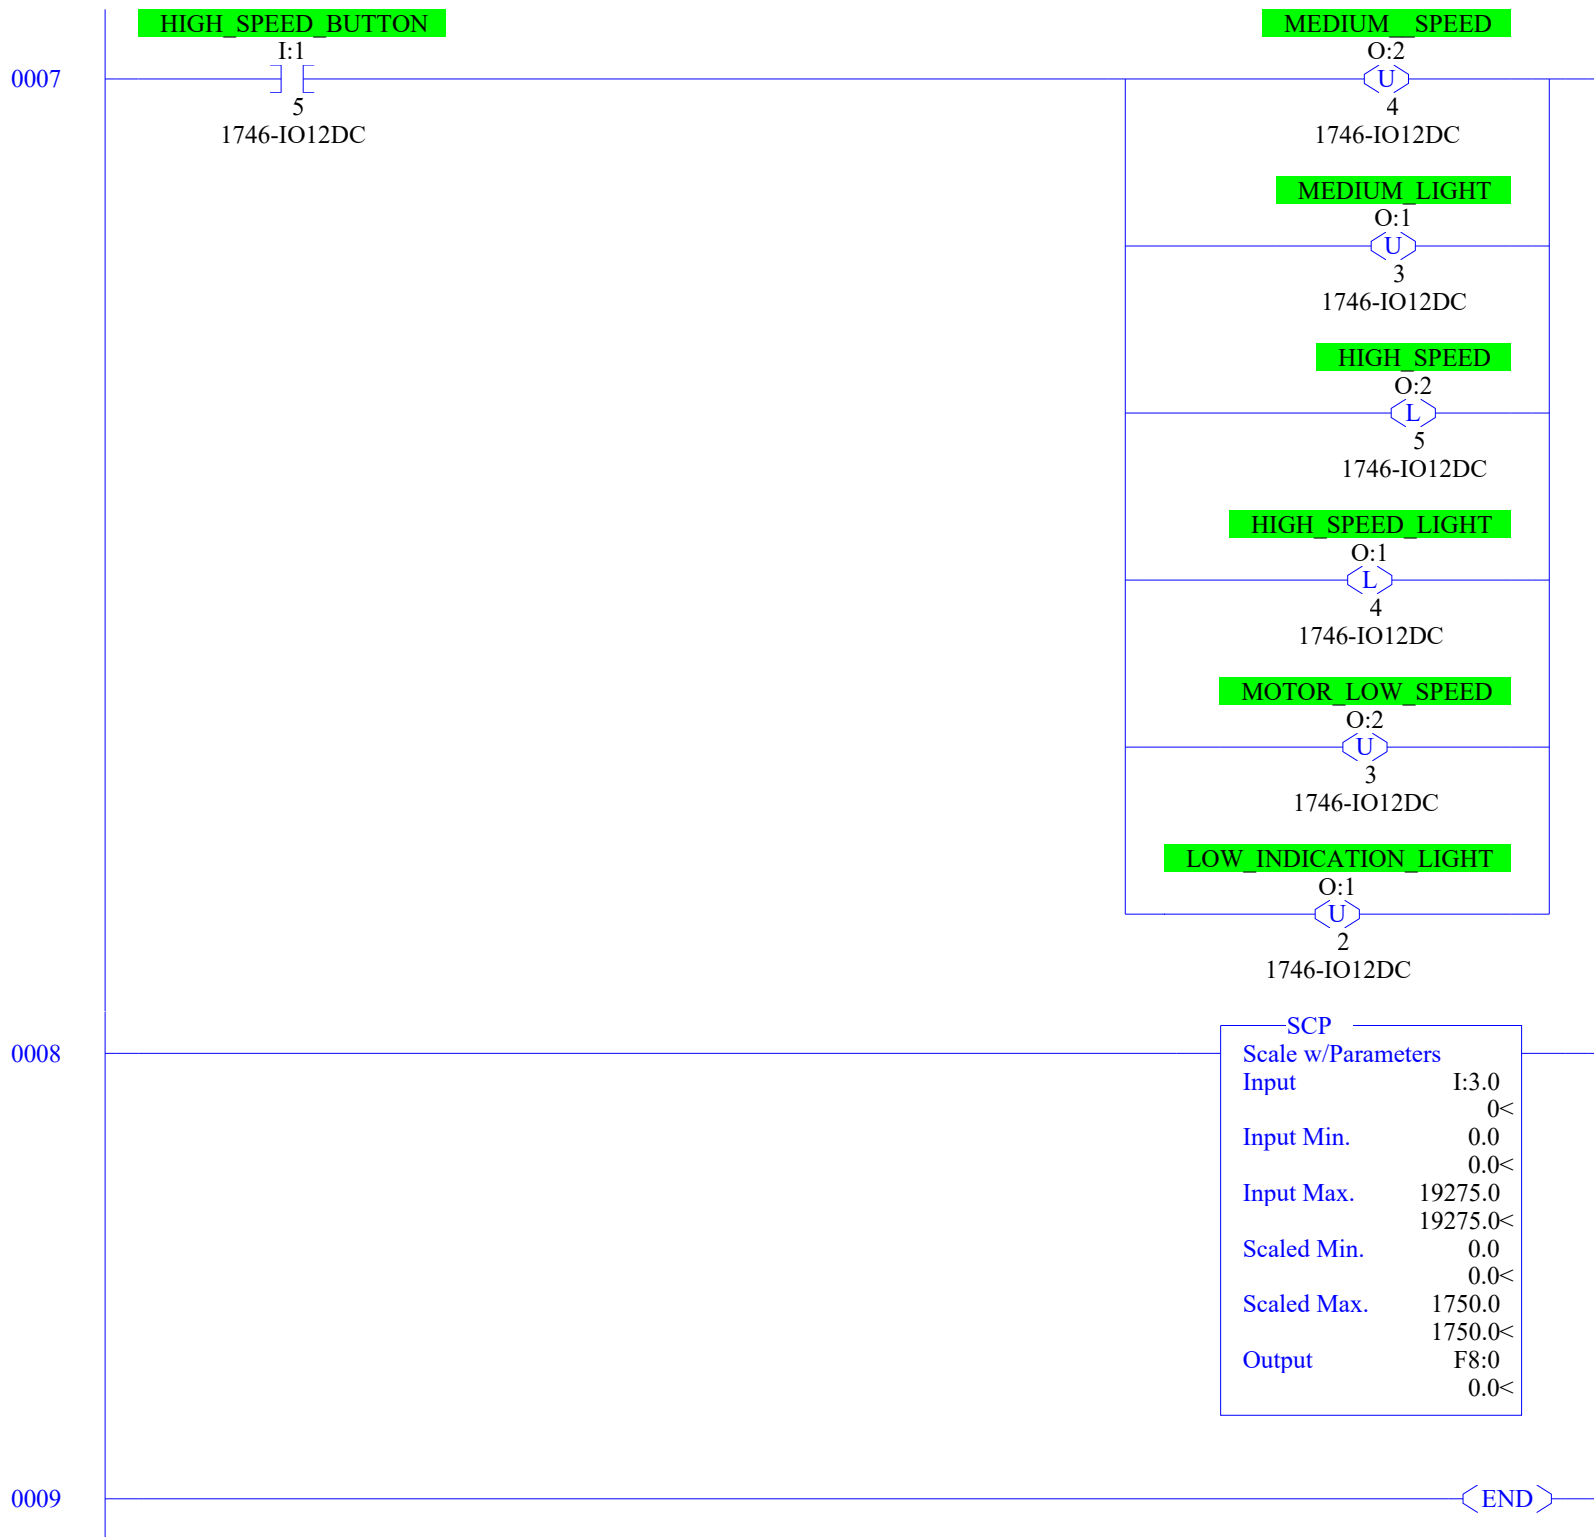 HIGH_SPEED_BUTTON
I:1
0007
5
1746-IO12DC
MEDIUM__SPEED
O:2
U
4
1746-IO12DC
MEDIUM_LIGHT
O:1
U
3
1746-IO12DC
HIGH_SPEED
O:2
L
5
1746-IO12DC
HIGH_SPEED_LIGHT
O:1
L
4
1746-IO12DC
MOTOR_LOW_SPEED
O:2
U
3
1746-IO12DC
LOW_INDICATION_LIGHT
O:1
U
2
1746-IO12DC
0008
SCP
Scale w/Parameters
Input I:3.0
0<
Input Min. 0.0
0.0<
Input Max. 19275.0
19275.0<
Scaled Min. 0.0
0.0<
Scaled Max. 1750.0
1750.0<
Output F8:0
0.0<
0009 END